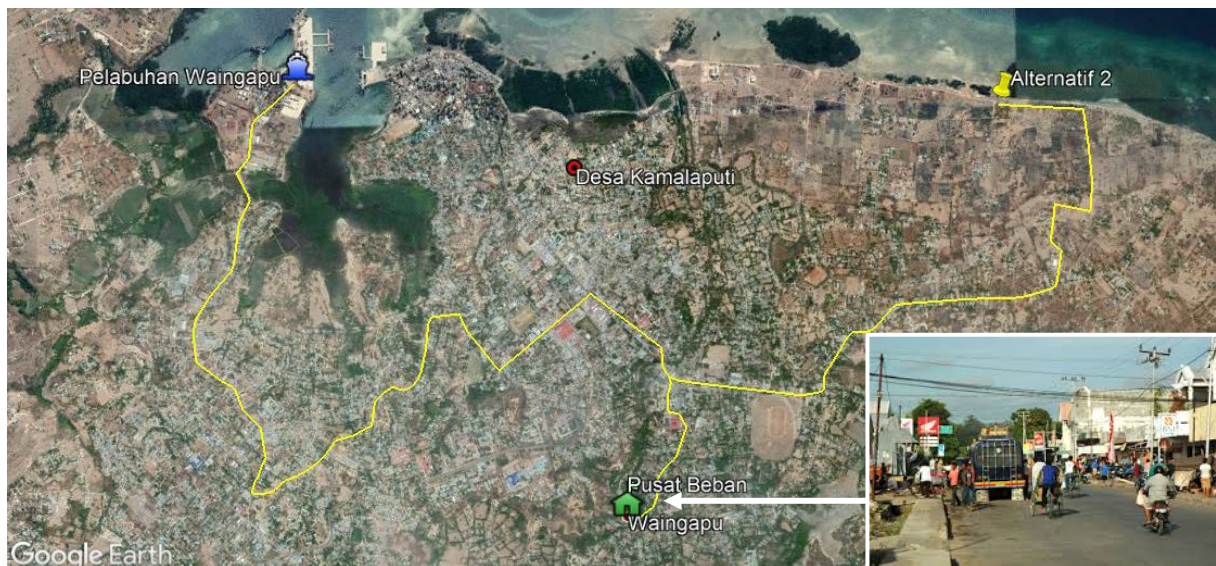 Pelabuhan Waingapu
Alternatif 2
Desa Kamalaputi
Pusat Beban
Waingapu
Google Earth